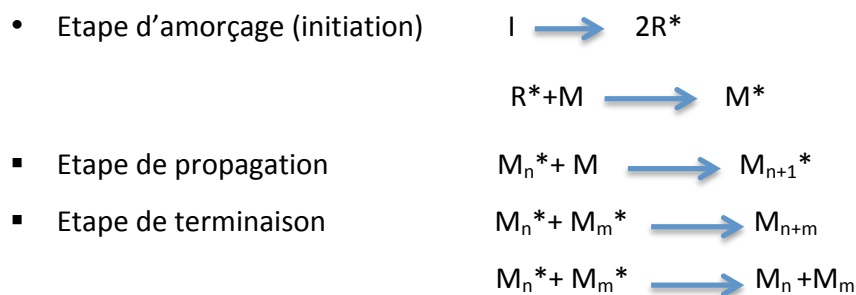 • Etape d’amorçage (initiation) I → 2R*
R*+M → M*
▪ Etape de propagation Mn*+ M → Mn+1*
▪ Etape de terminaison Mn*+ Mm* → Mn+m
Mn*+ Mm* → Mn +Mm